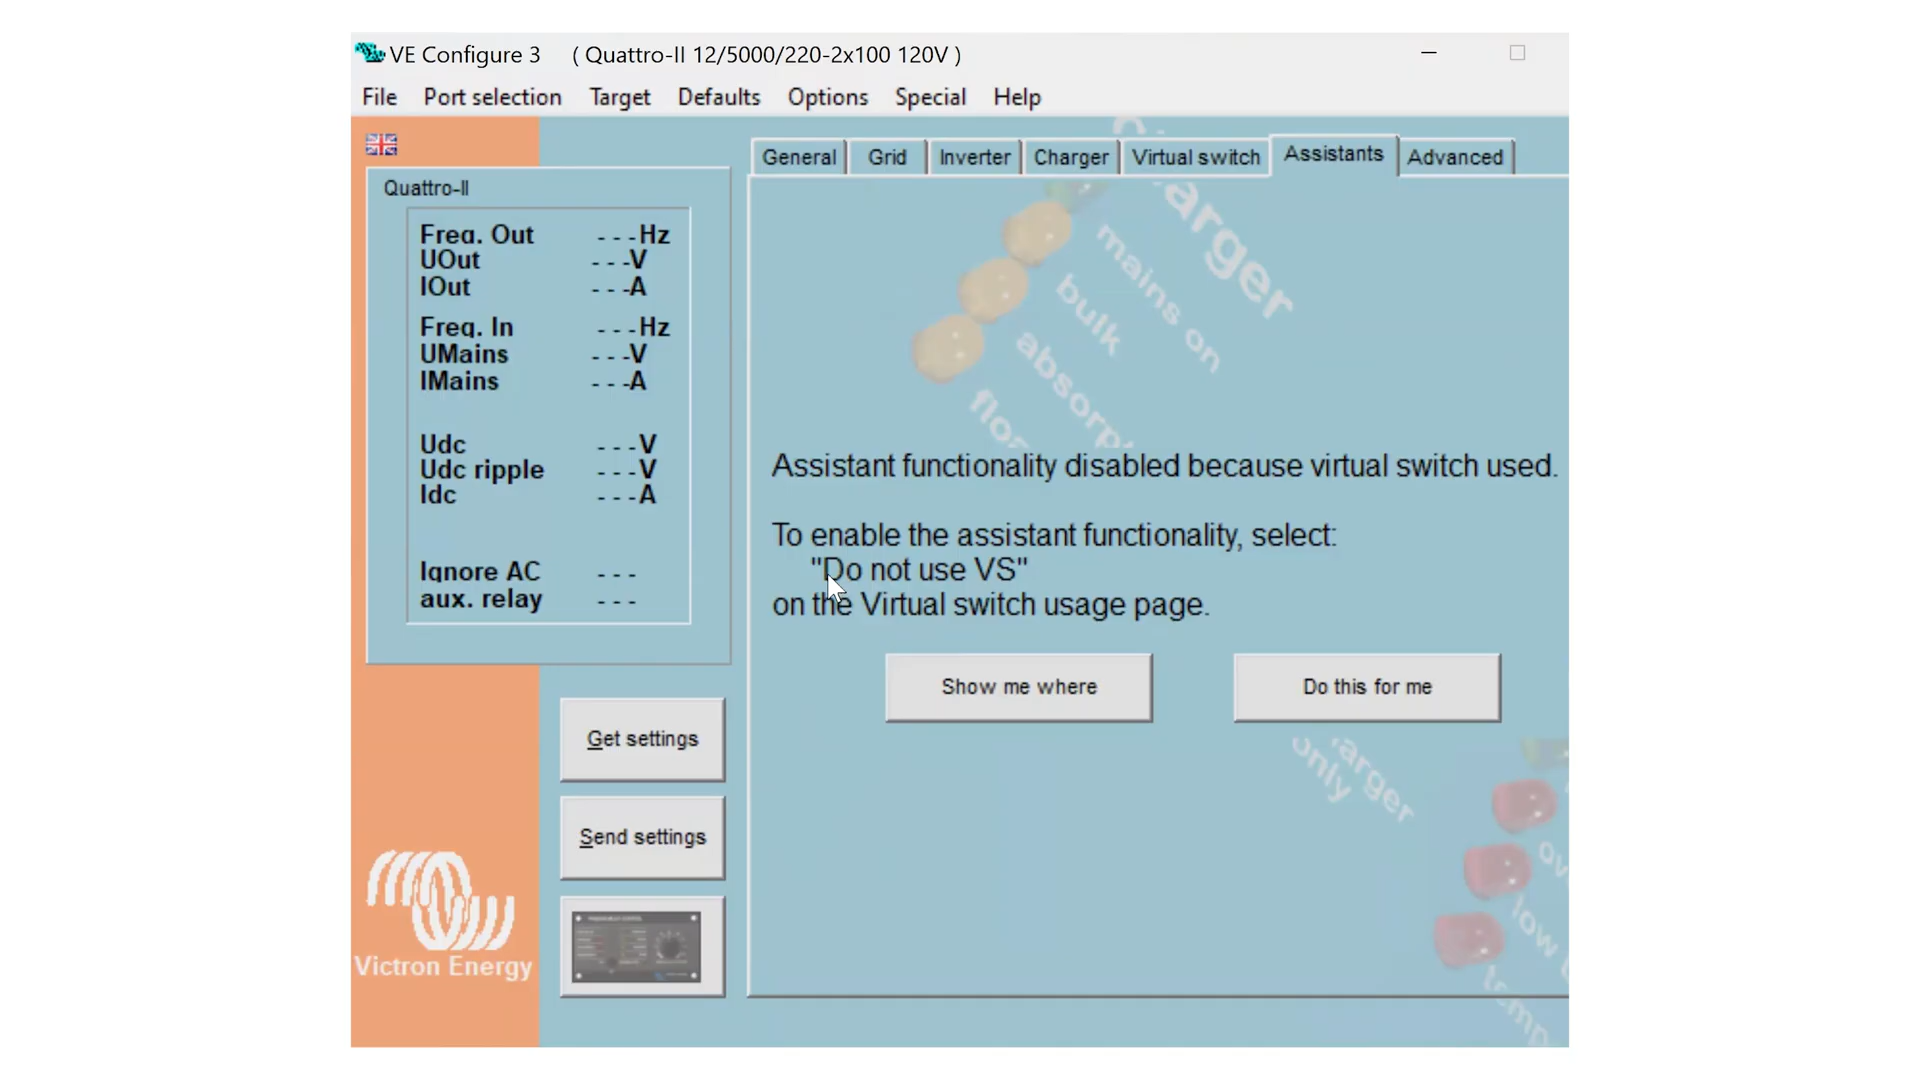 VE Configure 3 ( Quattro-II 12/5000/220-2x100 120V )
File Port selection Target Defaults Options Special Help
General Grid Inverter Charger Virtual switch Assistants Advanced
Quattro-II
Freq. Out ---Hz
UOut ---V
IOut ---A
Freq. In ---Hz
UMains ---V
IMains ---A
Udc ---V
Udc ripple ---V
Idc ---A
Ignore AC ---
aux. relay ---
mains on
bulk
Assistant functionality disabled because virtual switch used.
To enable the assistant functionality, select:
"Do not use VS"
on the Virtual switch usage page.
Show me where Do this for me
only
Get settings
Send settings
Victron Energy